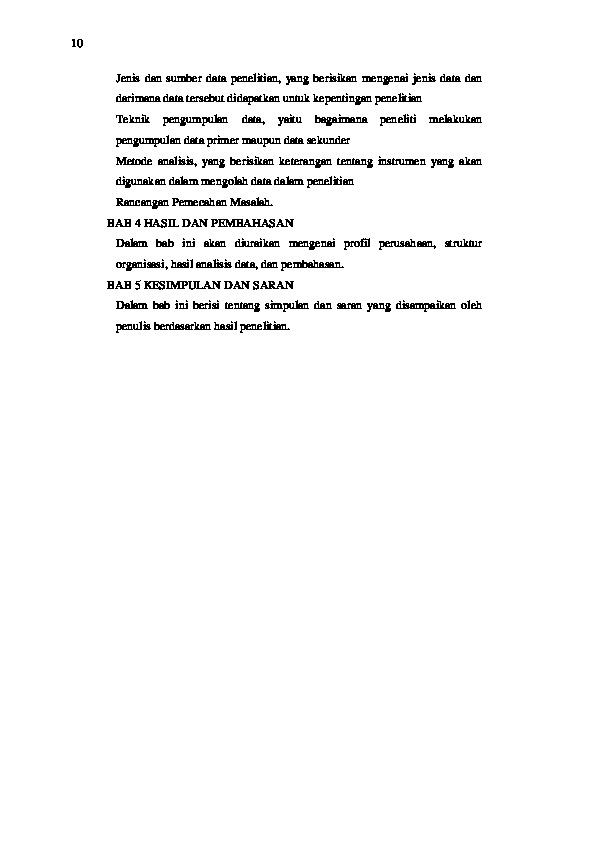 10
Jenis dan sumber data penelitian, yang berisikan mengenai jenis data dan
darimana data tersebut didapatkan untuk kepentingan penelitian
Teknik pengumpulan data, yaitu bagaimana peneliti melakukan
pengumpulan data primer maupun data sekunder
Metode analisis, yang berisikan keterangan tentang instrumen yang akan
digunakan dalam mengolah data dalam penelitian
Rancangan Pemecahan Masalah.
BAB 4 HASIL DAN PEMBAHASAN
Dalam bab ini akan diuraikan mengenai profil perusahaan, struktur
organisasi, hasil analisis data, dan pembahasan.
BAB 5 KESIMPULAN DAN SARAN
Dalam bab ini berisi tentang simpulan dan saran yang disampaikan oleh
penulis berdasarkan hasil penelitian.